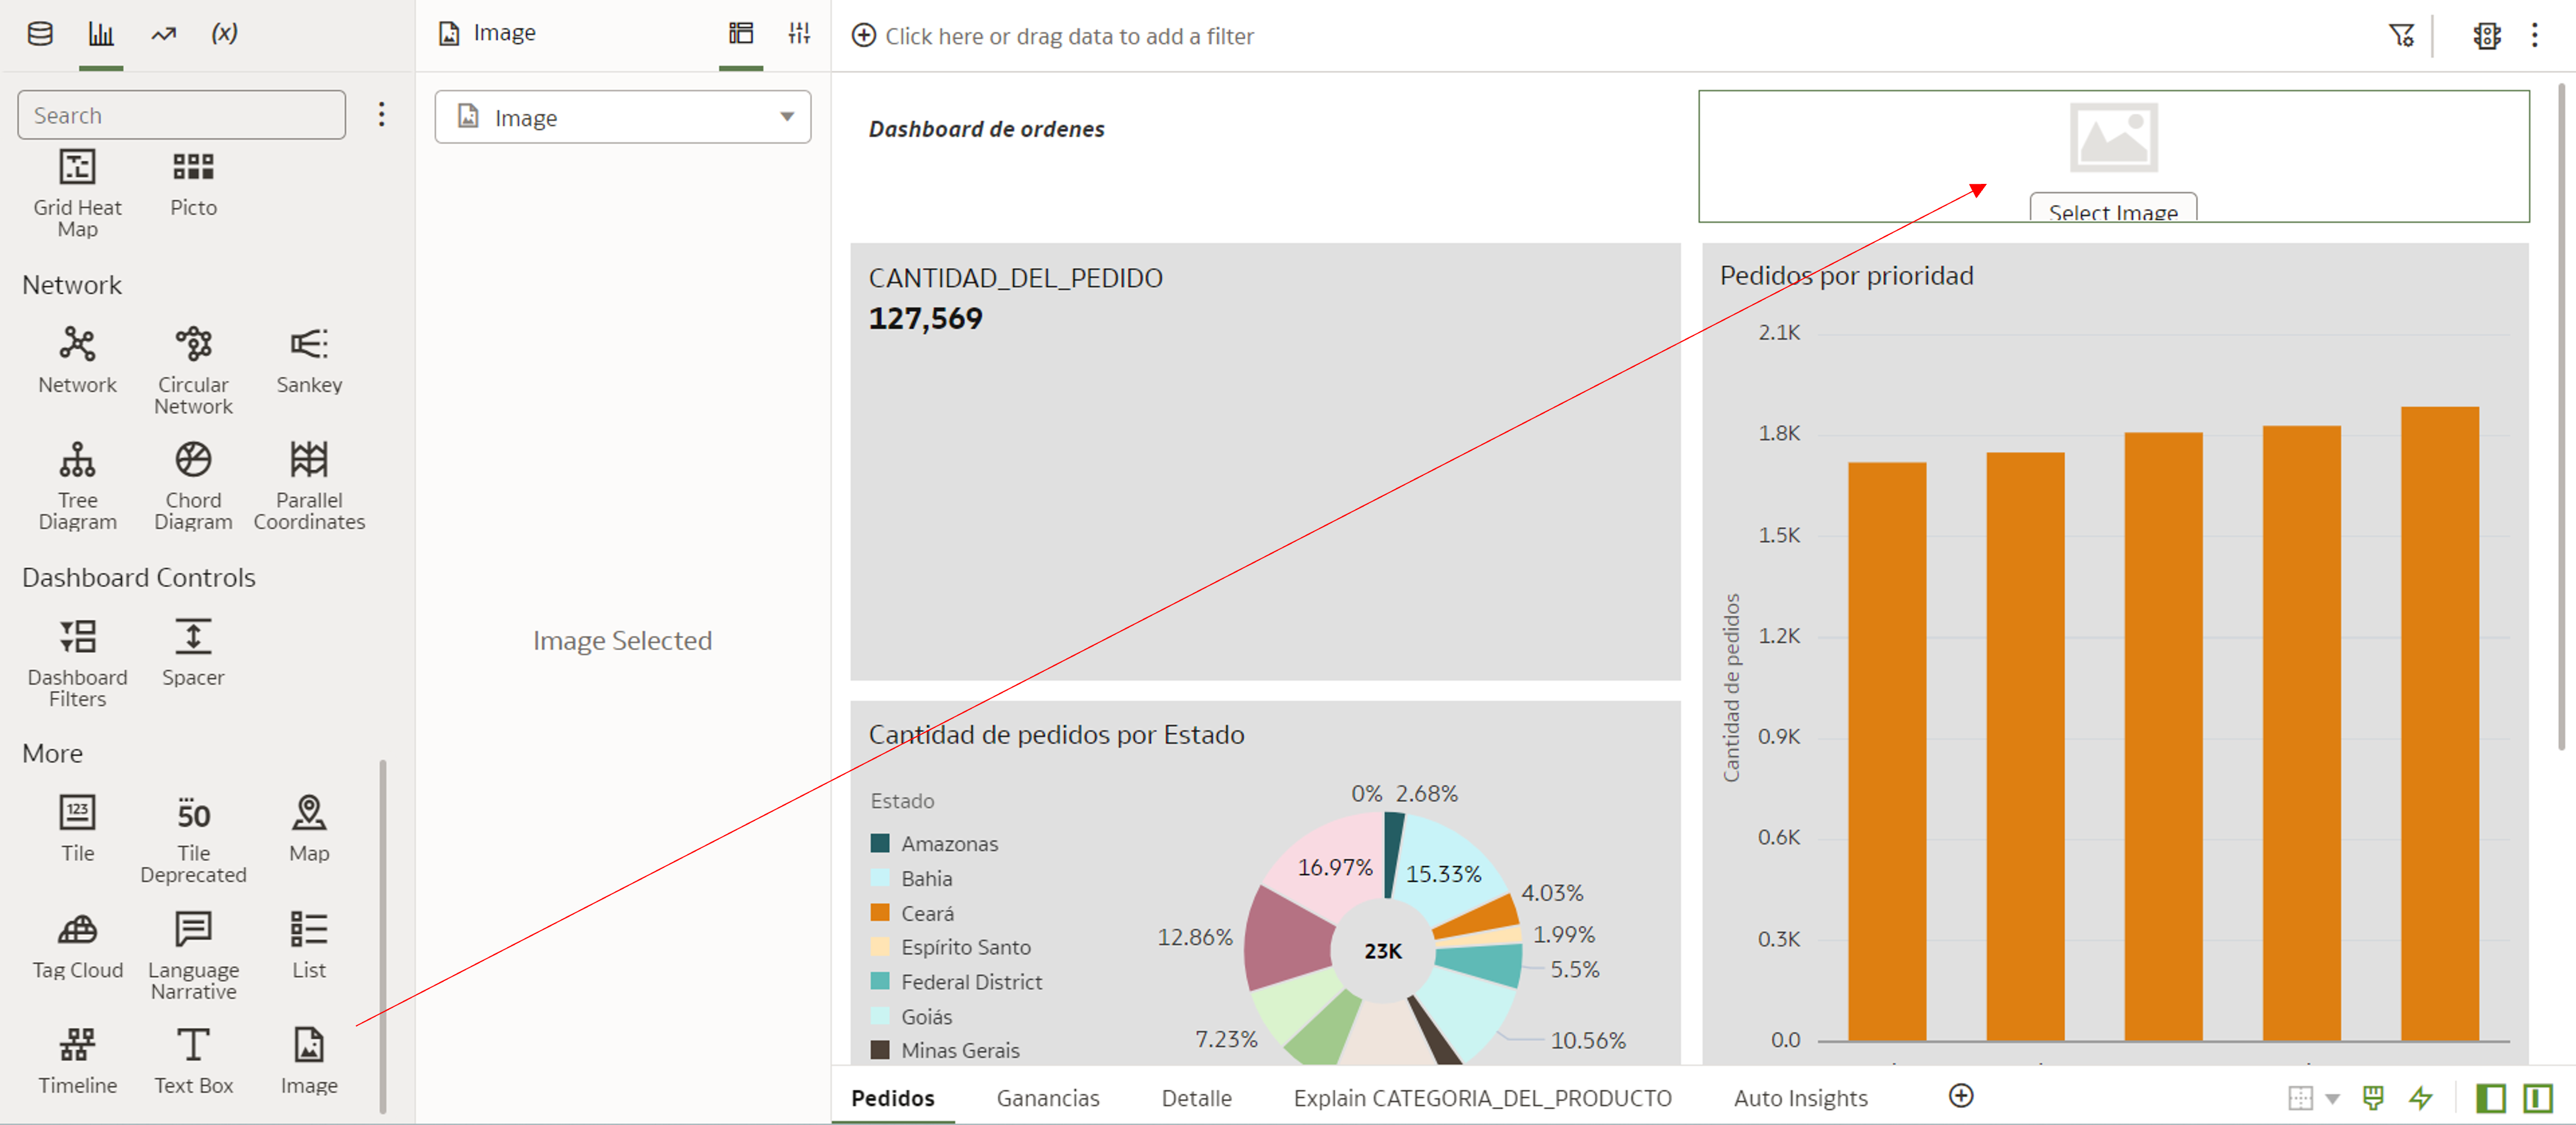 (x)
Image
Click here or drag data to add a filter
Search
Image
Grid Heat
Map
Picto
Network
Network
Circular
Network
Sankey
Tree
Diagram
Chord
Diagram
Parallel
Coordinates
Dashboard Controls
Dashboard
Filters
Spacer
More
123
Tile
50
Tile
Deprecated
Map
Tag Cloud
Language
Narrative
List
Timeline
Text Box
Image
Image Selected
Dashboard de ordenes
Select Image
CANTIDAD_DEL_PEDIDO
127,569
Cantidad de pedidos por Estado
Estado
Amazonas
Bahia
Ceará
Espírito Santo
Federal District
Goiás
Minas Gerais
0%
2.68%
16.97%
15.33%
4.03%
12.86%
1.99%
23K
5.5%
7.23%
10.56%
Pedidos por prioridad
Cantidad de pedidos
2.1K
1.8K
1.5K
1.2K
0.9K
0.6K
0.3K
0.0
Pedidos
Ganancias
Detalle
Explain CATEGORIA_DEL_PRODUCTO
Auto Insights